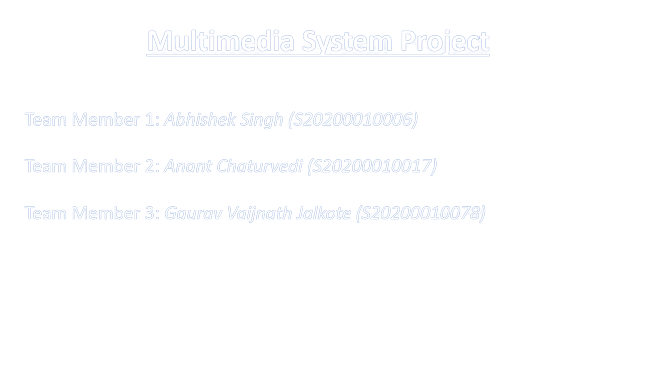 Multimedia System Project
Team Member 1: Abhishek Singh (S20200010006)
Team Member 2: Anant Chaturvedi (S20200010017)
Team Member 3: Gaurav Vaijnath Jalkote (S20200010078)